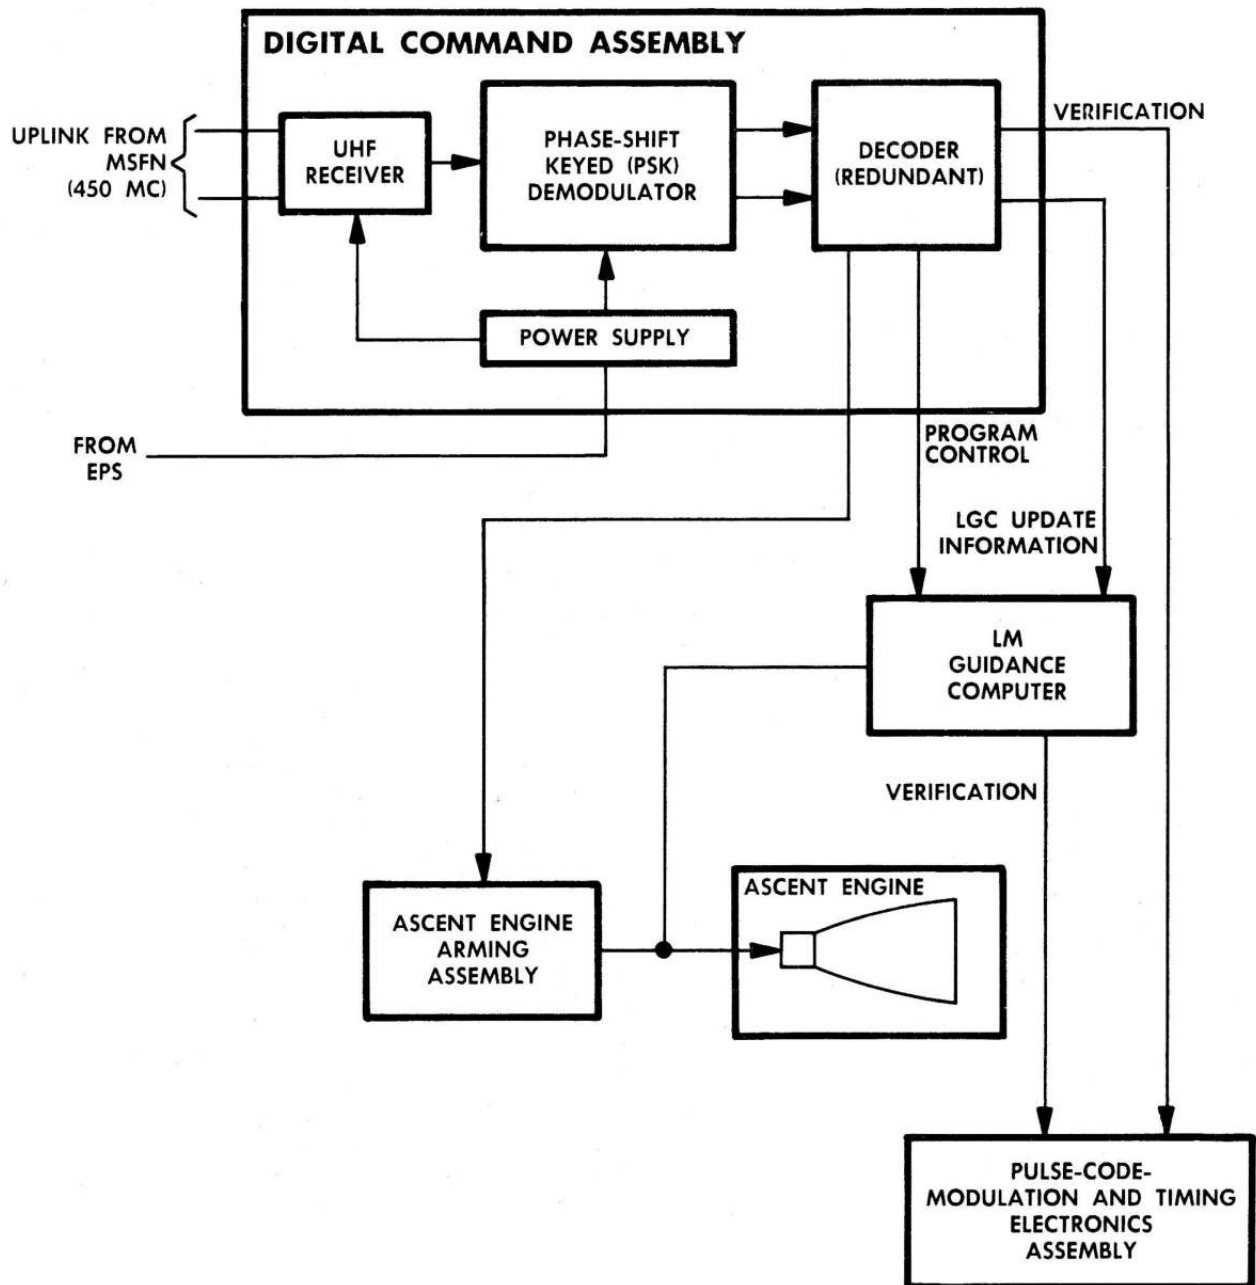 DIGITAL COMMAND ASSEMBLY
UPLINK FROM
MSFN
(450 MC)
UHF
RECEIVER
PHASE-SHIFT
KEYED (PSK)
DEMODULATOR
DECODER
(REDUNDANT)
VERIFICATION
POWER SUPPLY
FROM
EPS
PROGRAM
CONTROL
LGC UPDATE
INFORMATION
LM
GUIDANCE
COMPUTER
VERIFICATION
ASCENT ENGINE
ARMING
ASSEMBLY
ASCENT ENGINE
PULSE-CODE-
MODULATION AND TIMING
ELECTRONICS
ASSEMBLY